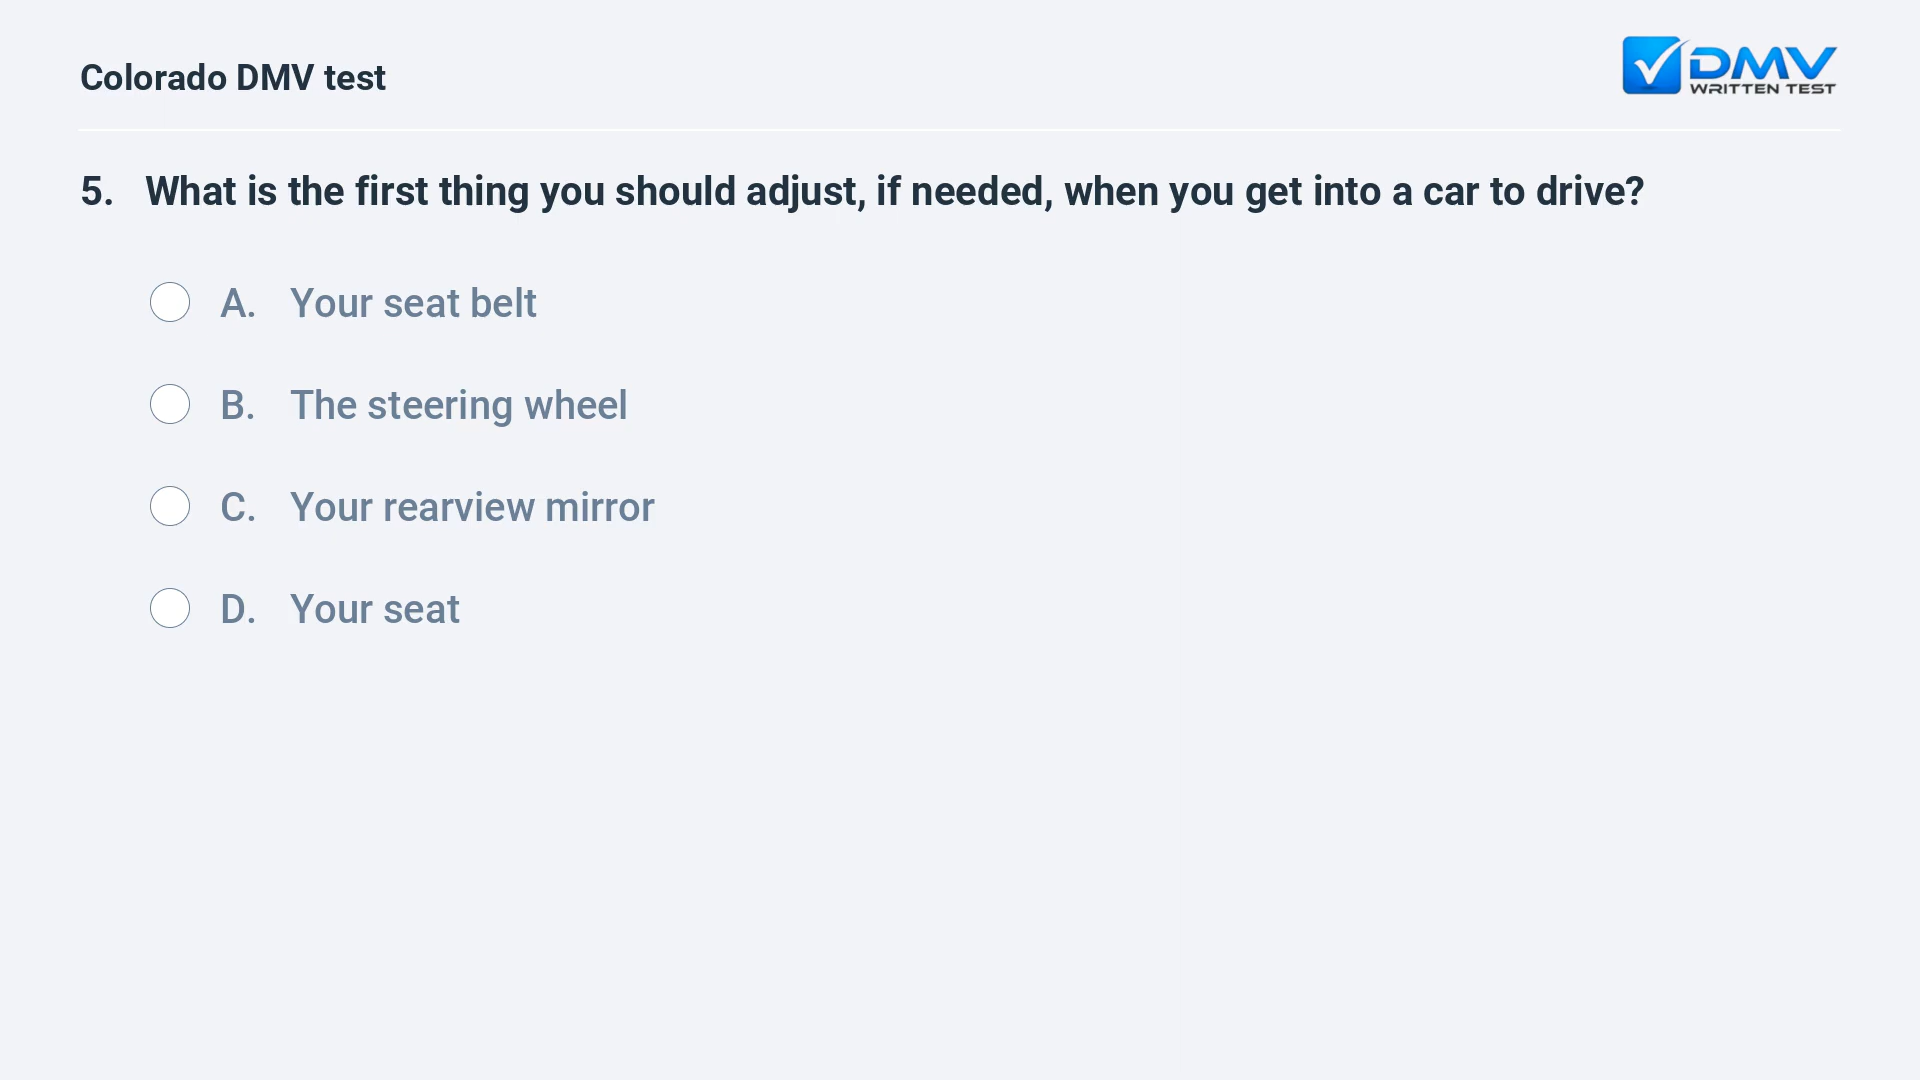 Colorado DMV test
DMV
WRITTEN TEST
5. What is the first thing you should adjust, if needed, when you get into a car to drive?
A. Your seat belt
B. The steering wheel
C. Your rearview mirror
D. Your seat